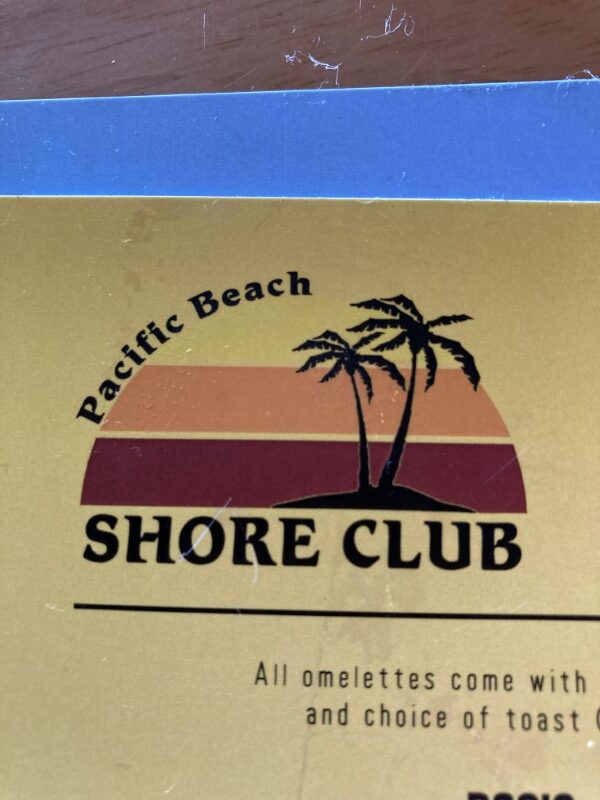 Pacific Beach
SHORE CLUB
All omelettes come with
and choice of toast (